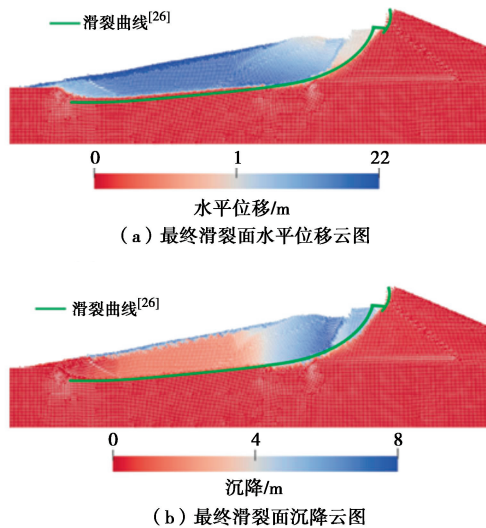 滑裂曲线[26]
0 1 22
水平位移/m
（a）最终滑裂面水平位移云图
滑裂曲线[26]
0 4 8
沉降/m
（b）最终滑裂面沉降云图